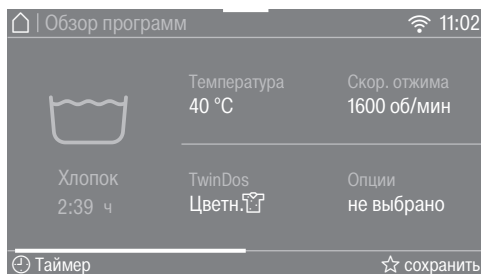 | Обзор программ 11:02
Температура
40 °C
Скор. отжима
1600 об/мин
Хлопок
2:39 ч
TwinDos
Цветн.
Опции
не выбрано
Таймер
сохранить